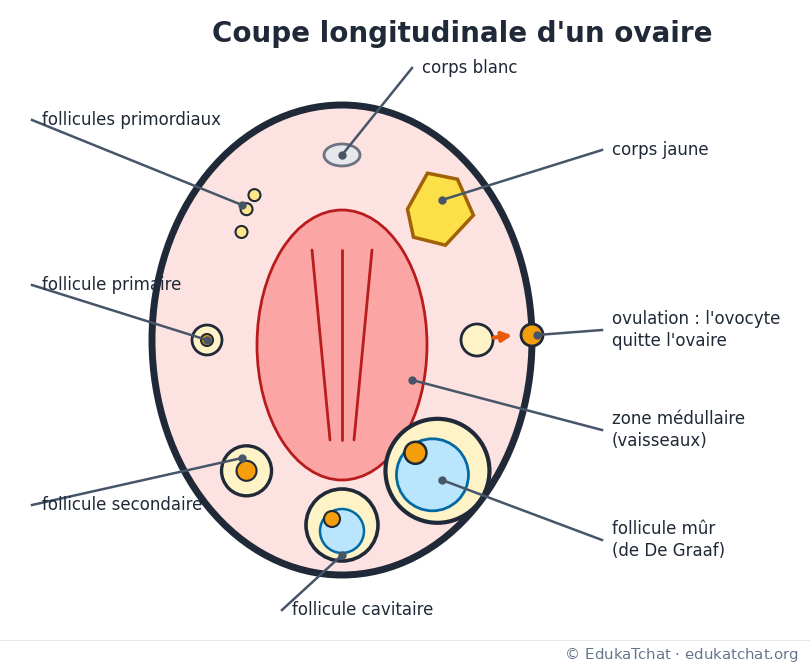 Coupe longitudinale d'un ovaire
corps blanc
follicules primordiaux
corps jaune
follicule primaire
ovulation : l'ovocyte
quitte l'ovaire
zone médullaire
(vaisseaux)
follicule secondaire
follicule mûr
(de De Graaf)
follicule cavitaire
© EdukaTchat · edukatchat.org